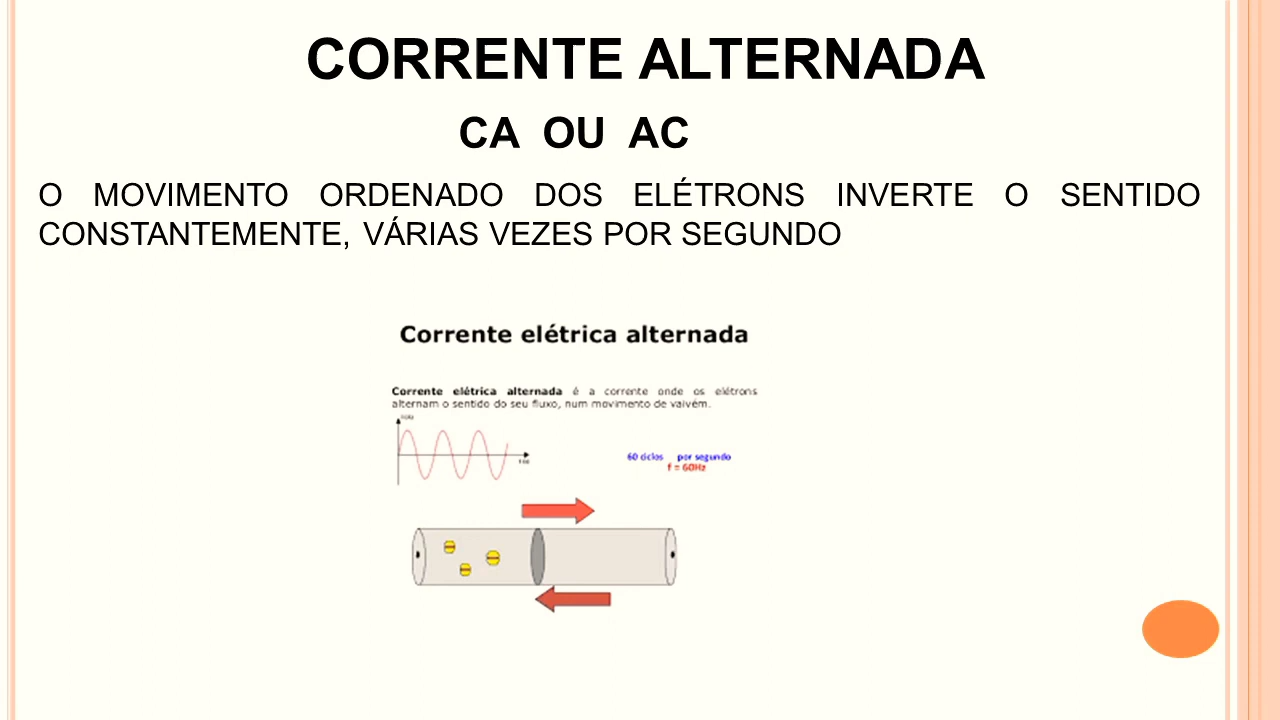 CORRENTE ALTERNADA
CA OU AC
O MOVIMENTO ORDENADO DOS ELÉTRONS INVERTE O SENTIDO
CONSTANTEMENTE, VÁRIAS VEZES POR SEGUNDO
Corrente elétrica alternada
Corrente elétrica alternada é a corrente onde os elétrons
alternam o sentido do seu fluxo, num movimento de vaivém.
60 ciclos por segundo
f = 60Hz